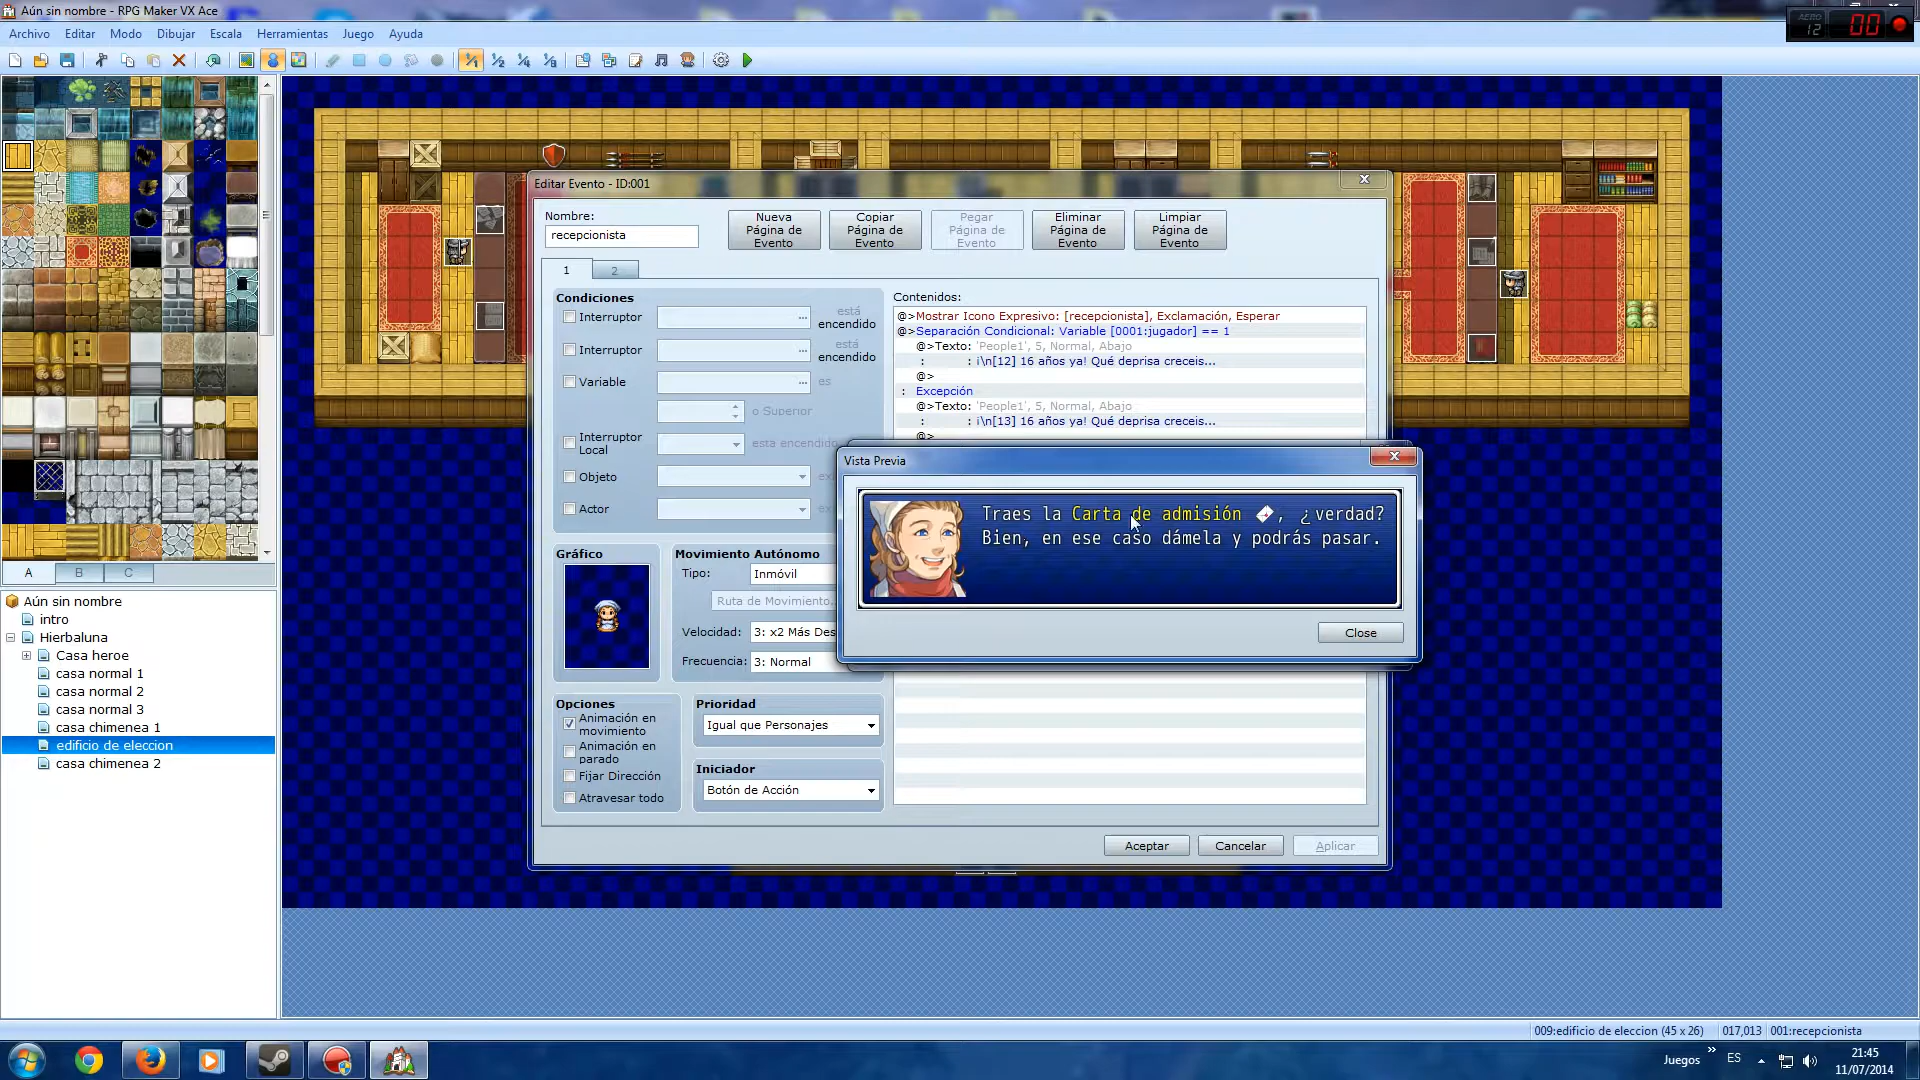 Aún sin nombre - RPG Maker VX Ace
AERO
12
00
Archivo Editar Modo Dibujar Escala Herramientas Juego Ayuda
Editar Evento - ID:001
Nombre:
recepcionista
Nueva Página de Evento
Copiar Página de Evento
Pegar Página de Evento
Eliminar Página de Evento
Limpiar Página de Evento
1 2
Condiciones
Interruptor ... está encendido
Interruptor ... está encendido
Variable ... es
o Superior
Interruptor Local esta encendido
Objeto
Actor
Contenidos:
@>Mostrar Icono Expresivo: [recepcionista], Exclamación, Esperar
@>Separación Condicional: Variable [0001:jugador] == 1
@>Texto: 'People1', 5, Normal, Abajo
: : ¡\n[12] 16 años ya! Qué deprisa creceis...
@>
: Excepción
@>Texto: 'People1', 5, Normal, Abajo
: : ¡\n[13] 16 años ya! Qué deprisa creceis...
@>
Vista Previa
Traes la Carta de admisión , ¿verdad?
Bien, en ese caso dámela y podrás pasar.
Close
Gráfico
Movimiento Autónomo
Tipo: Inmóvil
Ruta de Movimiento..
Velocidad: 3: x2 Más Des
Frecuencia: 3: Normal
Opciones
Animación en movimiento
Animación en parado
Fijar Dirección
Atravesar todo
Prioridad
Igual que Personajes
Iniciador
Botón de Acción
Aceptar Cancelar Aplicar
A B C
Aún sin nombre
intro
Hierbaluna
Casa heroe
casa normal 1
casa normal 2
casa normal 3
casa chimenea 1
edificio de eleccion
casa chimenea 2
009:edificio de eleccion (45 x 26) 017,013 001:recepcionista
Juegos » ES
21:45
11/07/2014